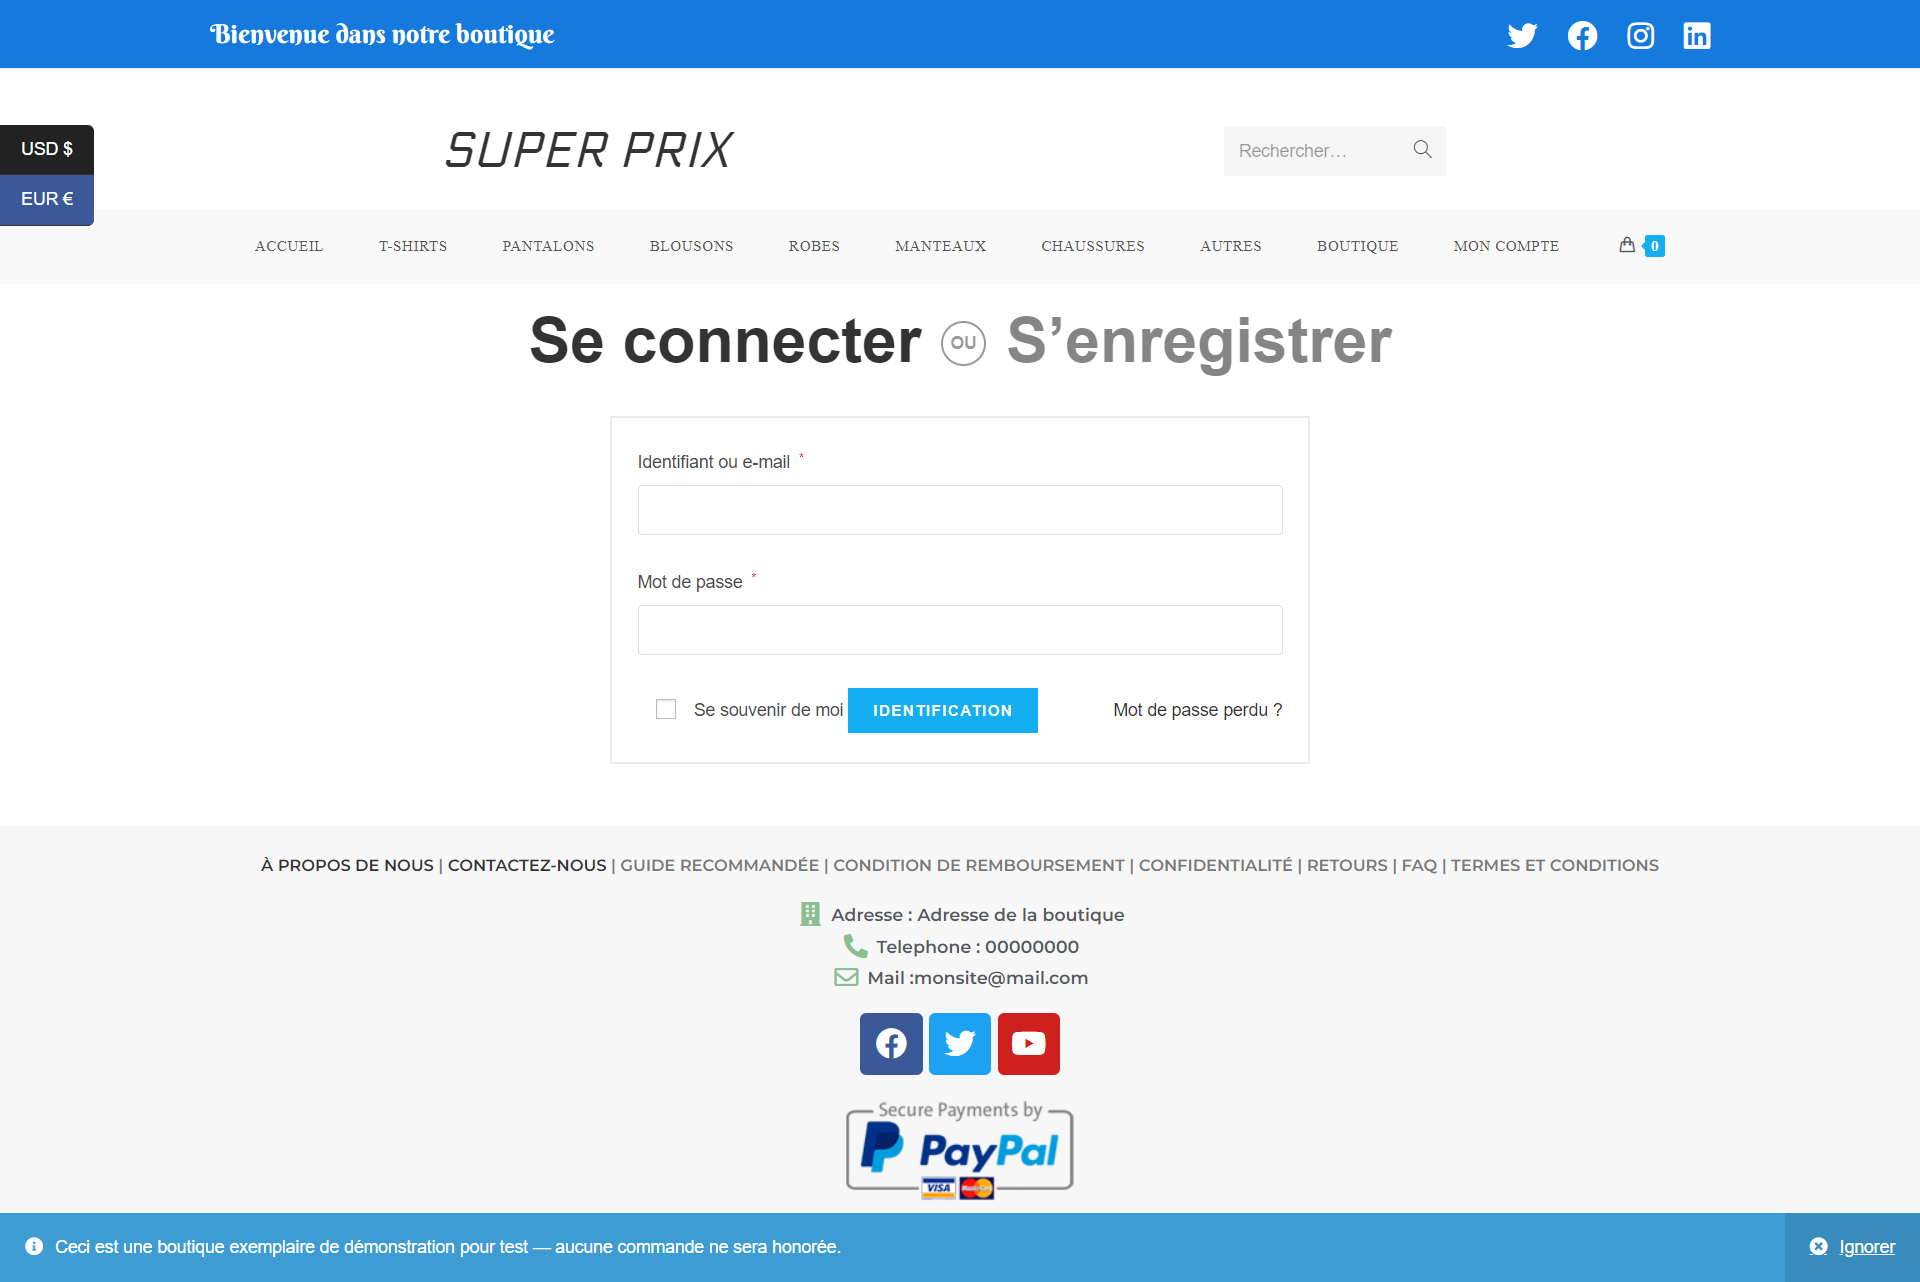 Bienvenue dans notre boutique
USD $
EUR €
SUPER PRIX
Rechercher...
ACCUEIL T-SHIRTS PANTALONS BLOUSONS ROBES MANTEAUX CHAUSSURES AUTRES BOUTIQUE MON COMPTE 0
Se connecter OU S’enregistrer
Identifiant ou e-mail *
Mot de passe *
Se souvenir de moi IDENTIFICATION Mot de passe perdu ?
À PROPOS DE NOUS | CONTACTEZ-NOUS | GUIDE RECOMMANDÉE | CONDITION DE REMBOURSEMENT | CONFIDENTIALITÉ | RETOURS | FAQ | TERMES ET CONDITIONS
Adresse : Adresse de la boutique
Telephone : 00000000
Mail :monsite@mail.com
Secure Payments by
PayPal
VISA MasterCard
Ceci est une boutique exemplaire de démonstration pour test — aucune commande ne sera honorée. Ignorer